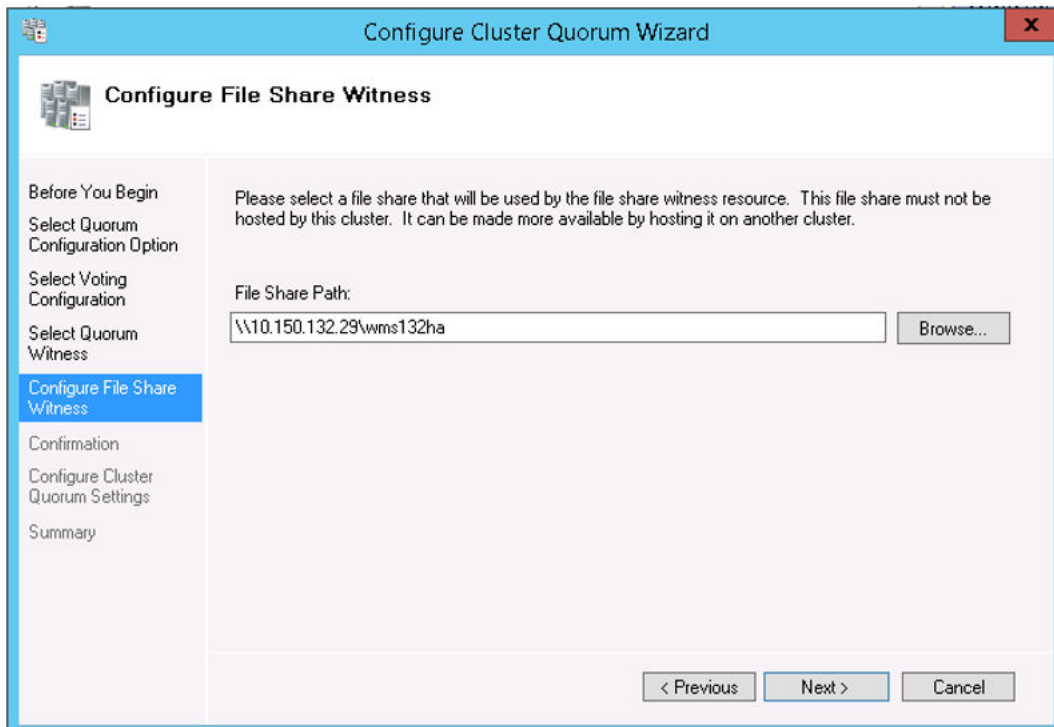 Configure Cluster Quorum Wizard
x
Configure File Share Witness
Before You Begin
Select Quorum
Configuration Option
Select Voting
Configuration
Select Quorum
Witness
Configure File Share
Witness
Confirmation
Configure Cluster
Quorum Settings
Summary
Please select a file share that will be used by the file share witness resource.  This file share must not be
hosted by this cluster.  It can be made more available by hosting it on another cluster.
File Share Path:
\\10.150.132.29\wms132ha
Browse...
< Previous
Next >
Cancel